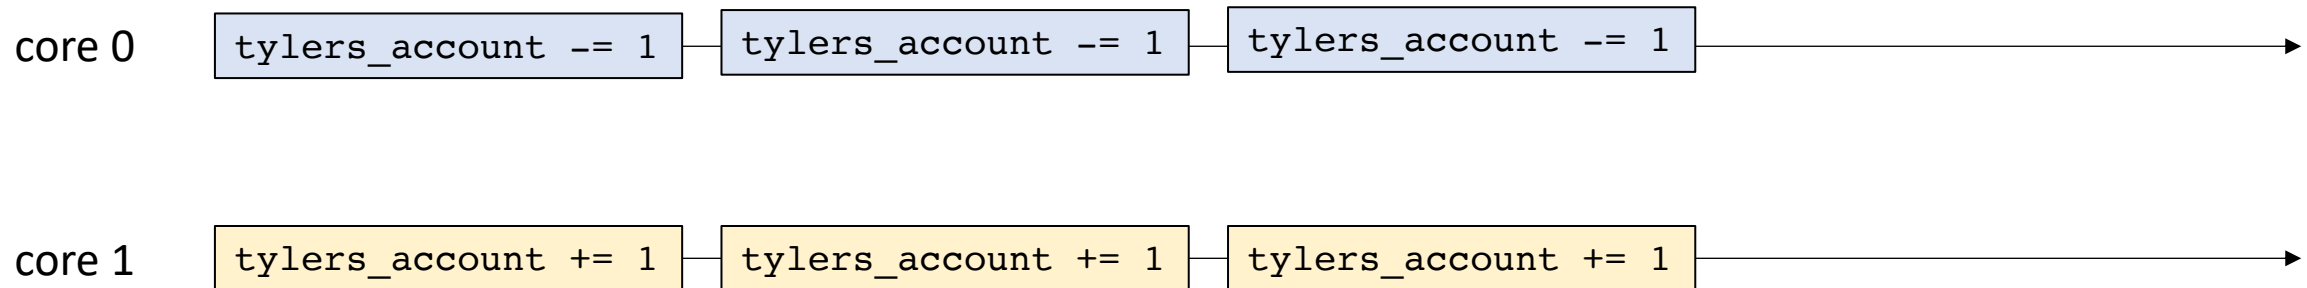 core 0 tylers_account -= 1 tylers_account -= 1 tylers_account -= 1
core 1 tylers_account += 1 tylers_account += 1 tylers_account += 1